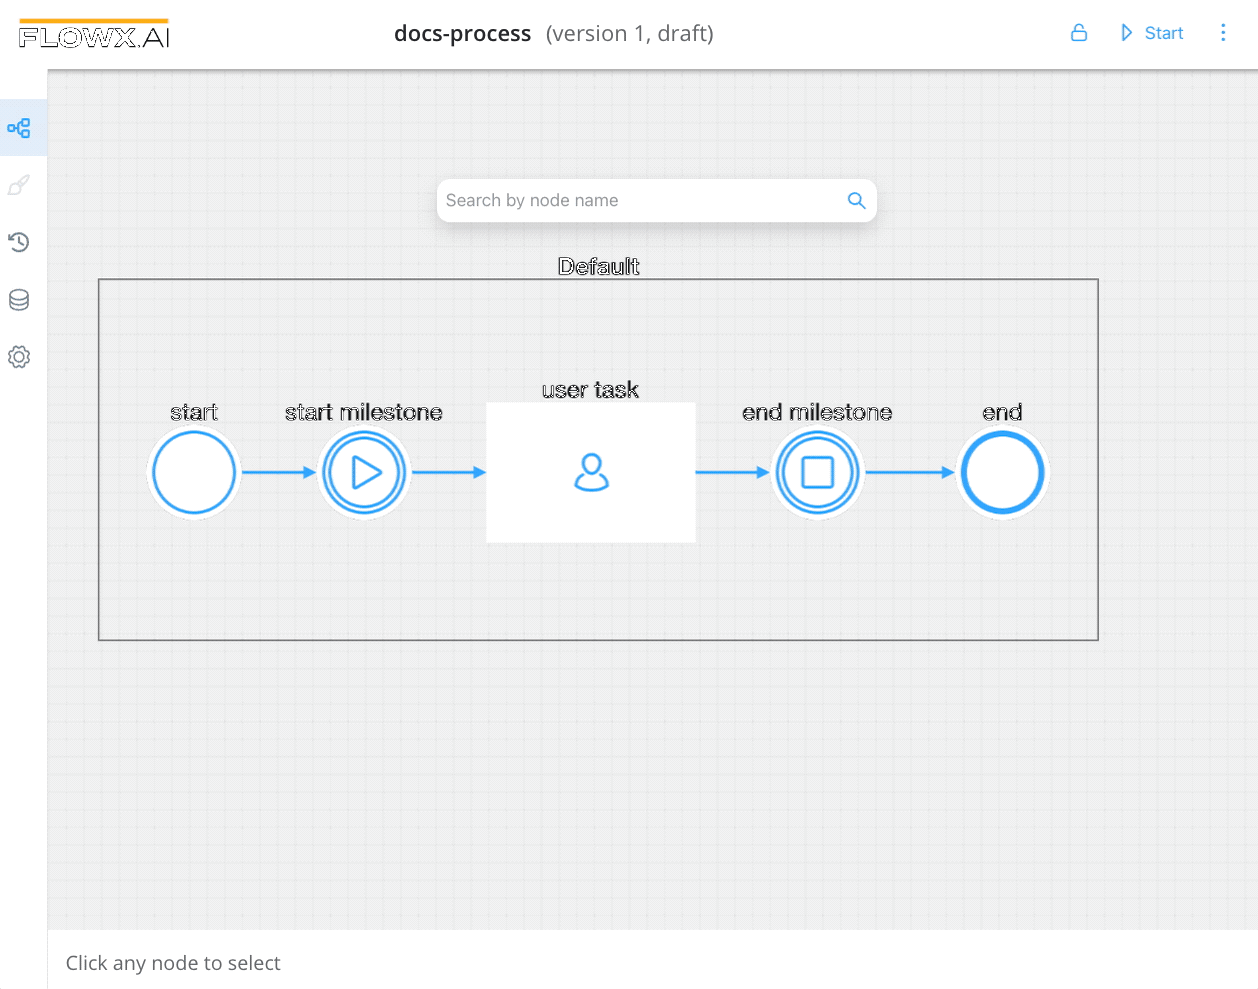 FLOWX.AI
docs-process (version 1, draft)
Start
Search by node name
Default
user task
start
start milestone
end milestone
end
Click any node to select